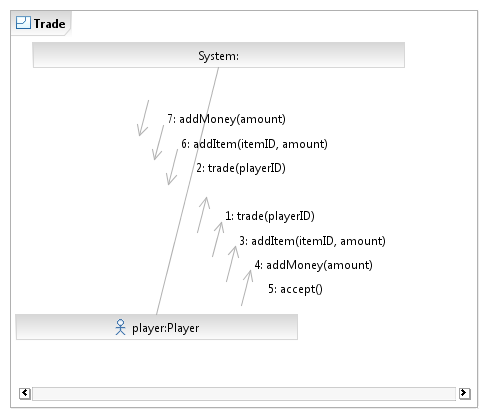 Trade
System:
7: addMoney(amount)
6: addItem(itemID, amount)
2: trade(playerID)
1: trade(playerID)
3: addItem(itemID, amount)
4: addMoney(amount)
5: accept()
player:Player